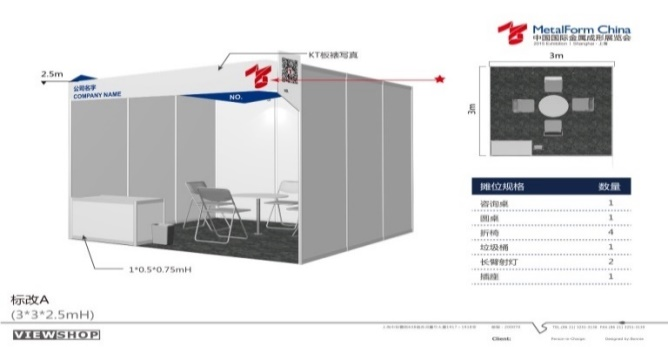 MetalForm China
中国国际金属成形展览会
2.5m
KT板裱写真
公司名字
COMPANY NAME
NO.
3m
3m
摊位规格 数量
咨询桌 1
圆桌 1
折椅 4
垃圾桶 1
长臂射灯 2
插座 1
1*0.5*0.75mH
标改A
(3*3*2.5mH)
VIEWSHOP
Client: